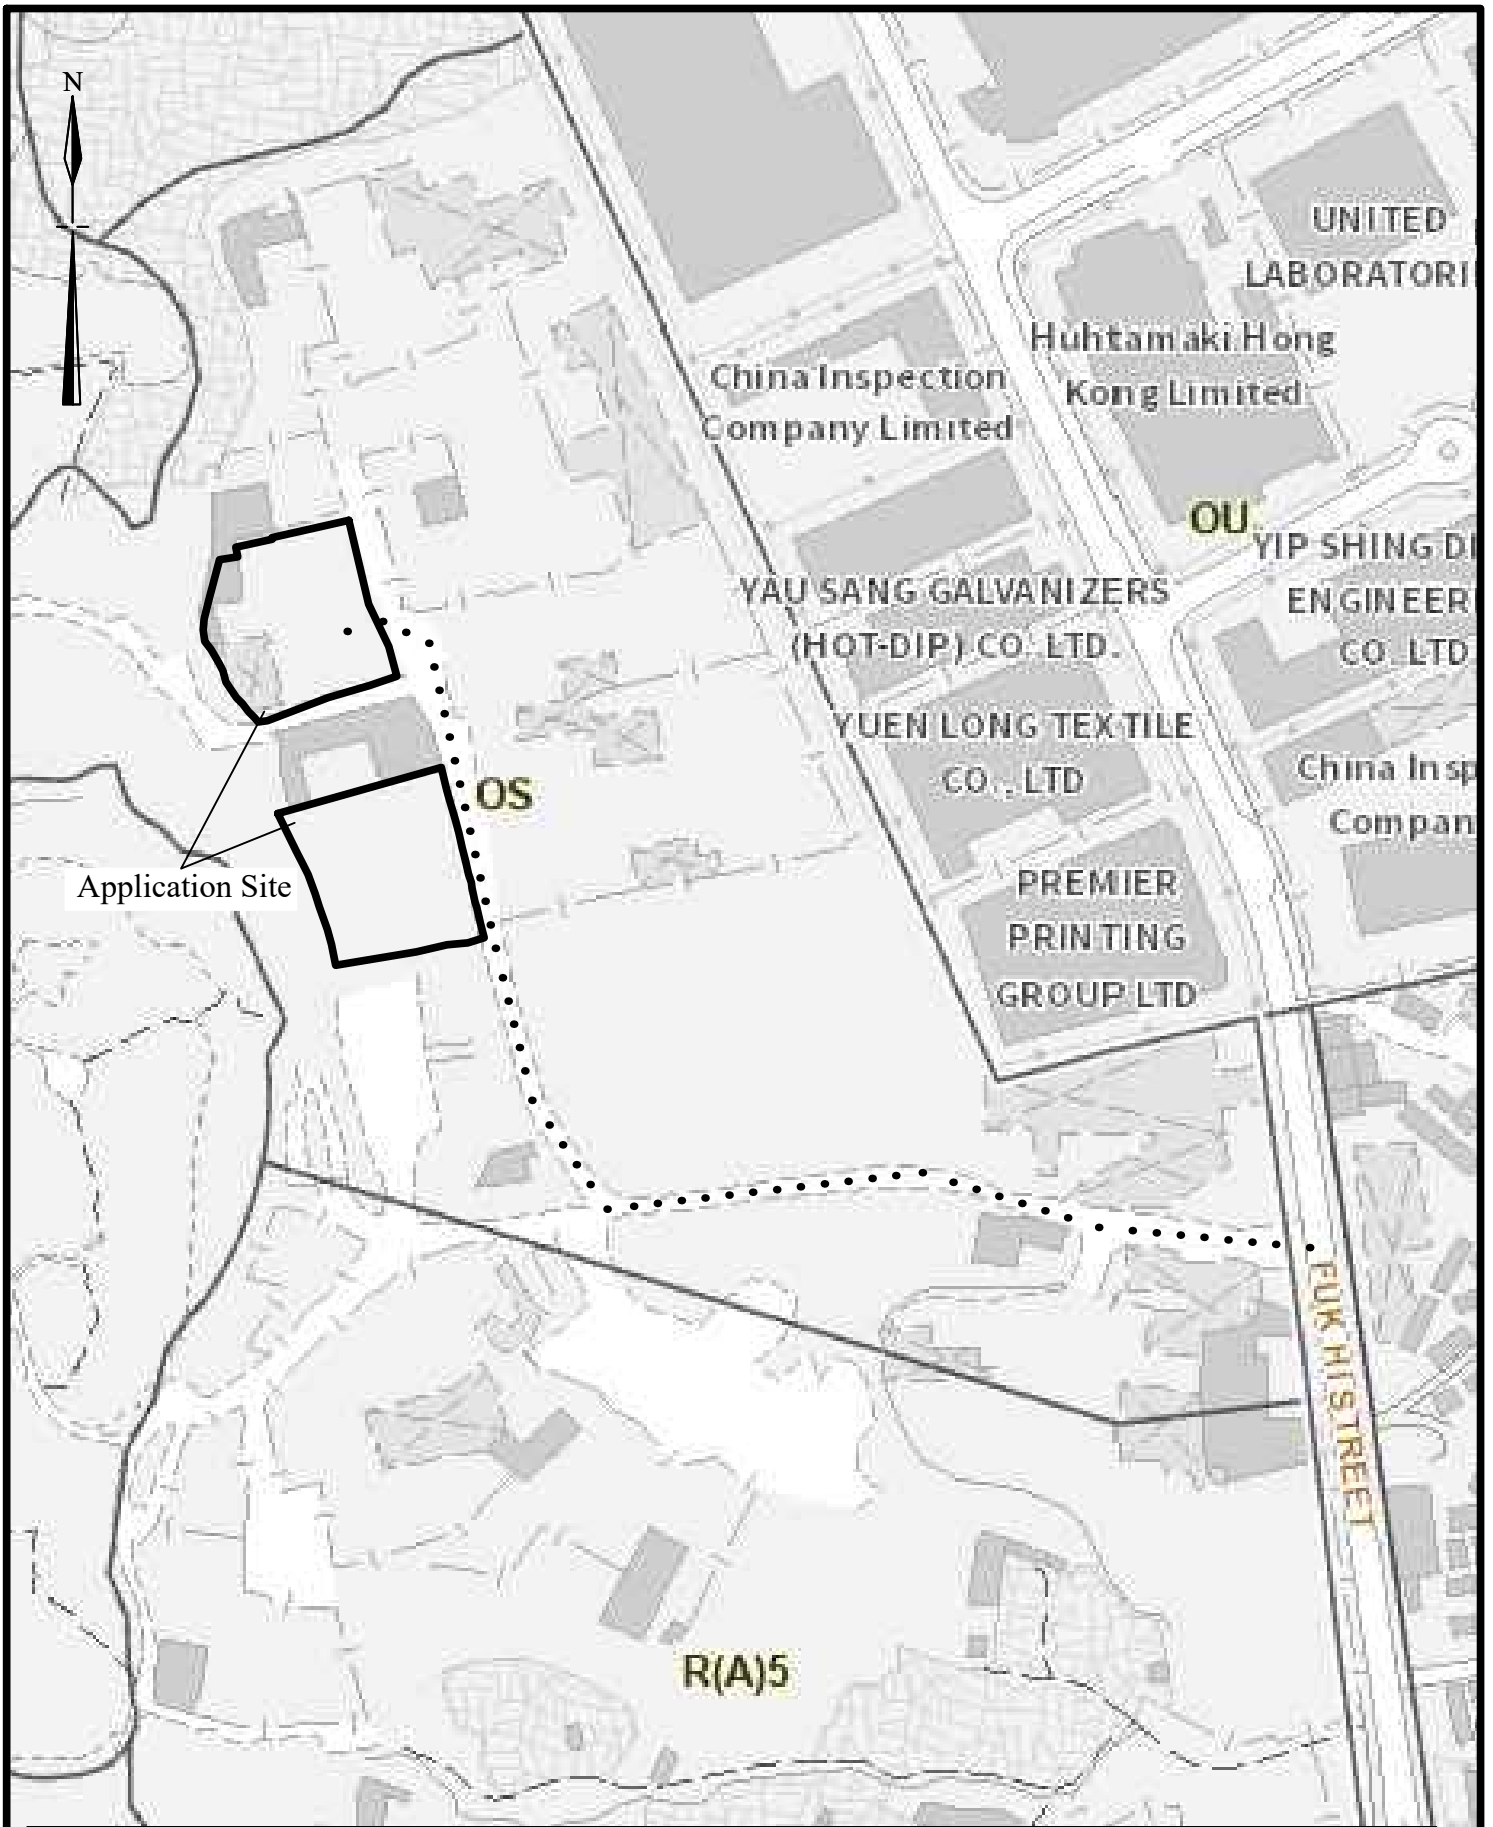 N
UNITED
LABORATORI
Huhtamaki Hong
Kong Limited
China Inspection
Company Limited
OU
YIP SHING DI
ENGINEER
CO. LTD
YAU SANG GALVANIZERS
(HOT-DIP) CO. LTD.
YUEN LONG TEXTILE
CO., LTD
China Insp
Compan
OS
Application Site
PREMIER
PRINTING
GROUP LTD
FUK HI STREET
R(A)5